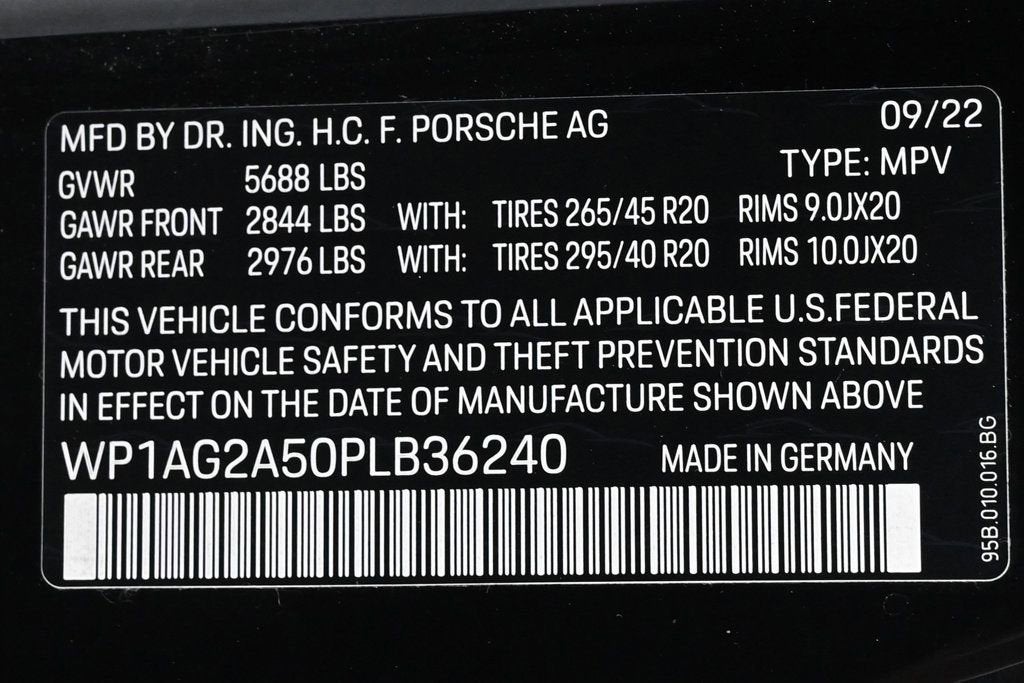 MFD BY DR. ING. H.C. F. PORSCHE AG 09/22
TYPE: MPV
GVWR 5688 LBS
GAWR FRONT 2844 LBS WITH: TIRES 265/45 R20 RIMS 9.0JX20
GAWR REAR 2976 LBS WITH: TIRES 295/40 R20 RIMS 10.0JX20
THIS VEHICLE CONFORMS TO ALL APPLICABLE U.S.FEDERAL
MOTOR VEHICLE SAFETY AND THEFT PREVENTION STANDARDS
IN EFFECT ON THE DATE OF MANUFACTURE SHOWN ABOVE
WP1AG2A50PLB36240 MADE IN GERMANY
95B.010.016.BG